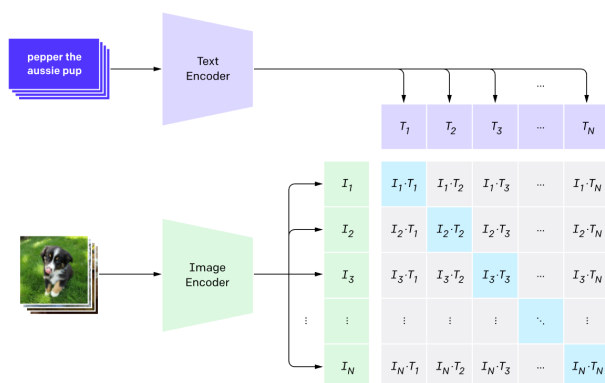 pepper the
aussie pup
Text
Encoder
...
T1 T2 T3 ... TN
I1 I1·T1 I1·T2 I1·T3 ... I1·TN
I2 I2·T1 I2·T2 I2·T3 ... I2·TN
Image
Encoder
I3 I3·T1 I3·T2 I3·T3 ... I3·TN
⋮ ⋮ ⋮ ⋮ ⋮ ⋱ ⋮
IN IN·T1 IN·T2 IN·T3 ... IN·TN